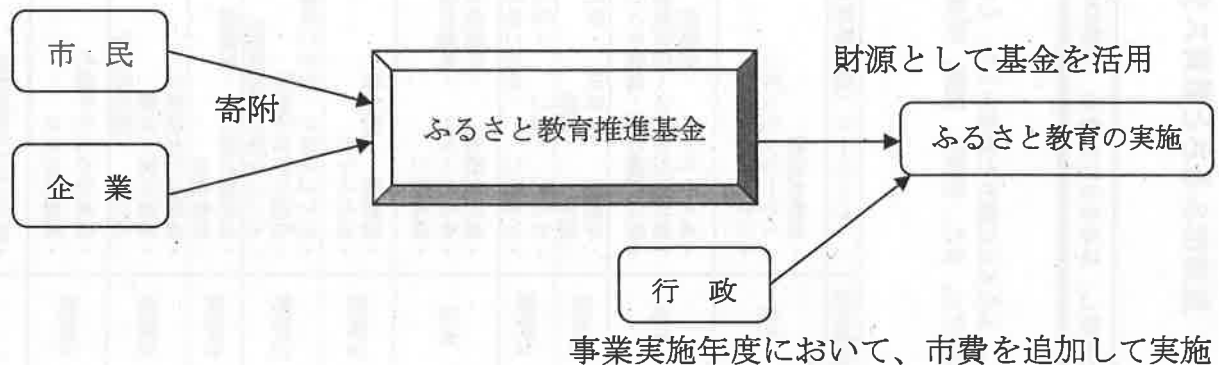 市 民
財源として基金を活用
寄附
ふるさと教育推進基金
ふるさと教育の実施
企 業
行 政
事業実施年度において、市費を追加して実施